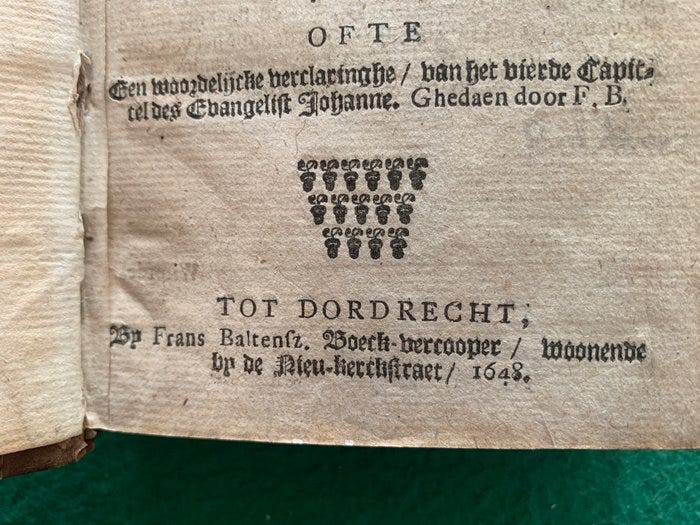 OFTE
Een woordelijcke verclaringhe / van het vierde Capit-
tel des Evangelist Johanne. Ghedaen door F. B.
TOT DORDRECHT,
By Frans Baltensz. Boeck-vercooper / woonende
by de Nieu-kerckstraet / 1648.